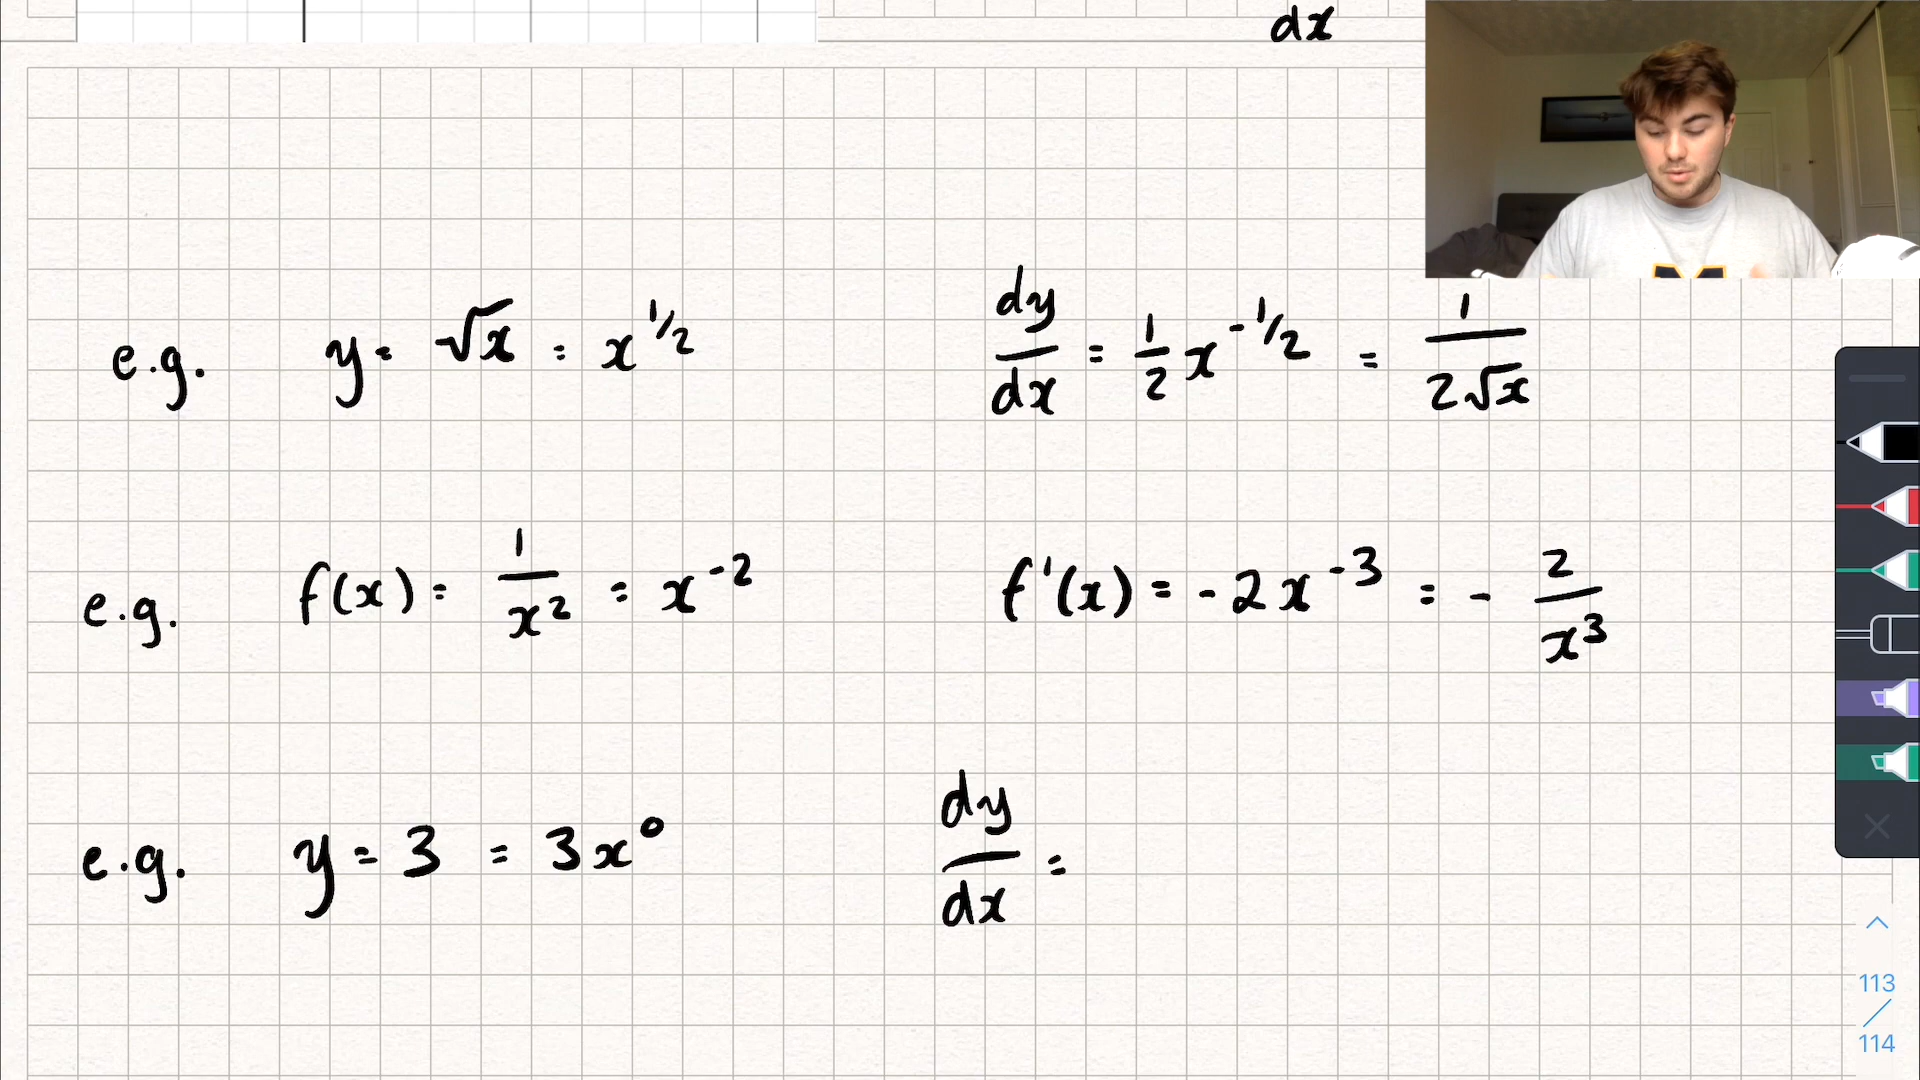 dx
e.g. y = √x = x^1/2 dy/dx = 1/2 x^-1/2 = 1/2√x
e.g. f(x) = 1/x² = x^-2 f'(x) = -2x^-3 = - 2/x³
e.g. y = 3 = 3x⁰ dy/dx =
113
/
114